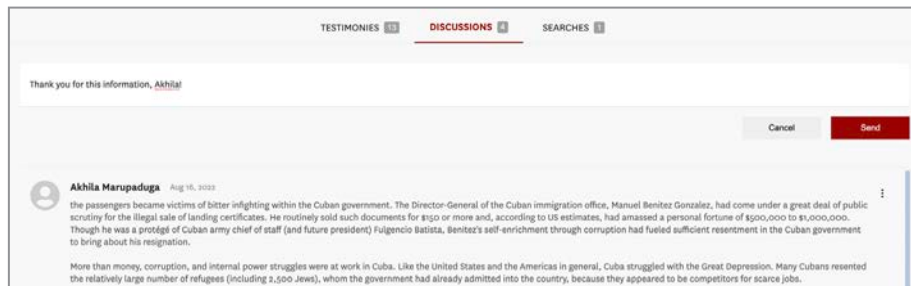 TESTIMONIES 13 DISCUSSIONS 4 SEARCHES 1
Thank you for this information, Akhila!
Cancel Send
Akhila Marupaduga Aug 16, 2022
the passengers became victims of bitter infighting within the Cuban government. The Director-General of the Cuban immigration office, Manuel Benitez Gonzalez, had come under a great deal of public
scrutiny for the illegal sale of landing certificates. He routinely sold such documents for $150 or more and, according to US estimates, had amassed a personal fortune of $500,000 to $1,000,000.
Though he was a protégé of Cuban army chief of staff (and future president) Fulgencio Batista, Benitez's self-enrichment through corruption had fueled sufficient resentment in the Cuban government
to bring about his resignation.
More than money, corruption, and internal power struggles were at work in Cuba. Like the United States and the Americas in general, Cuba struggled with the Great Depression. Many Cubans resented
the relatively large number of refugees (including 2,500 Jews), whom the government had already admitted into the country, because they appeared to be competitors for scarce jobs.